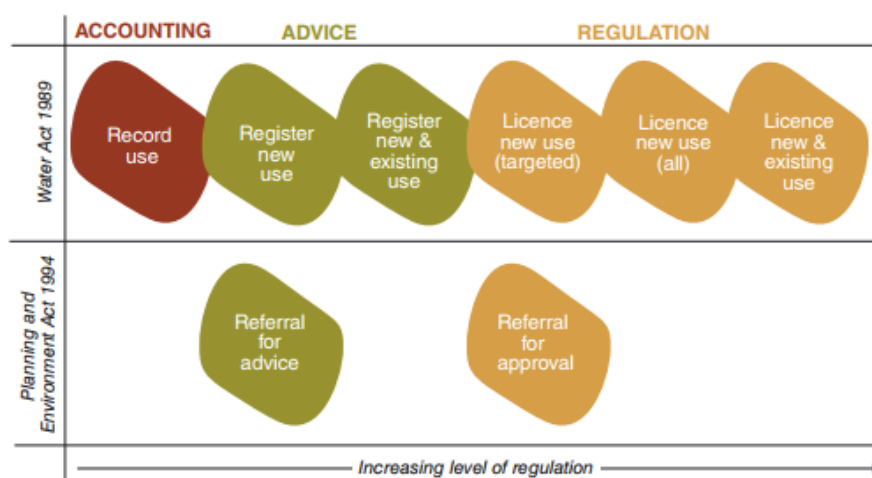 ACCOUNTING
ADVICE
REGULATION
Water Act 1989
Record
use
Register
new
use
Register
new &
existing
use
Licence
new use
(targeted)
Licence
new use
(all)
Licence
new &
existing
use
Planning and
Environment Act 1994
Referral
for
advice
Referral
for
approval
Increasing level of regulation